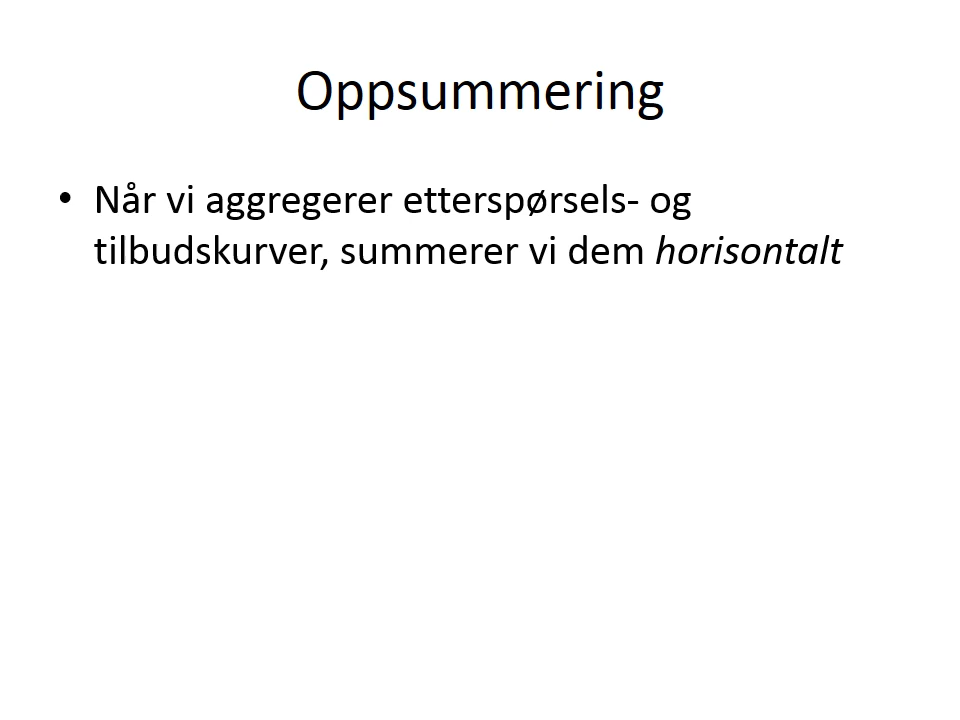 Oppsummering
• Når vi aggregerer etterspørsels- og
tilbudskurver, summerer vi dem horisontalt